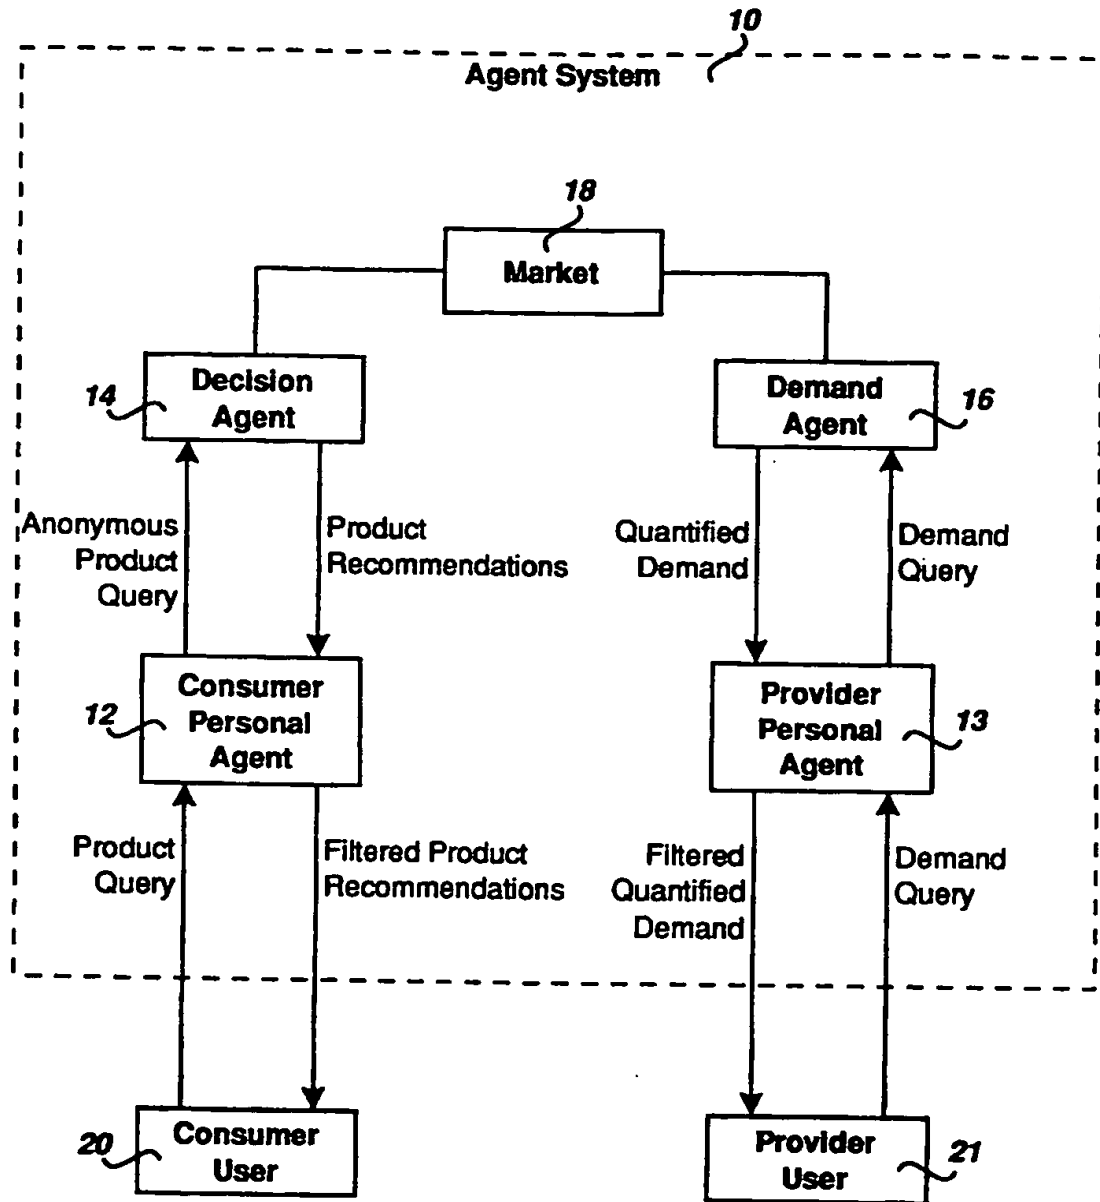 10
Agent System
18
Market
Decision
Agent
14
Demand
Agent
16
Anonymous
Product
Query
Product
Recommendations
Quantified
Demand
Demand
Query
Consumer
Personal
Agent
12
Provider
Personal
Agent
13
Product
Query
Filtered Product
Recommendations
Filtered
Quantified
Demand
Demand
Query
Consumer
User
20
Provider
User
21